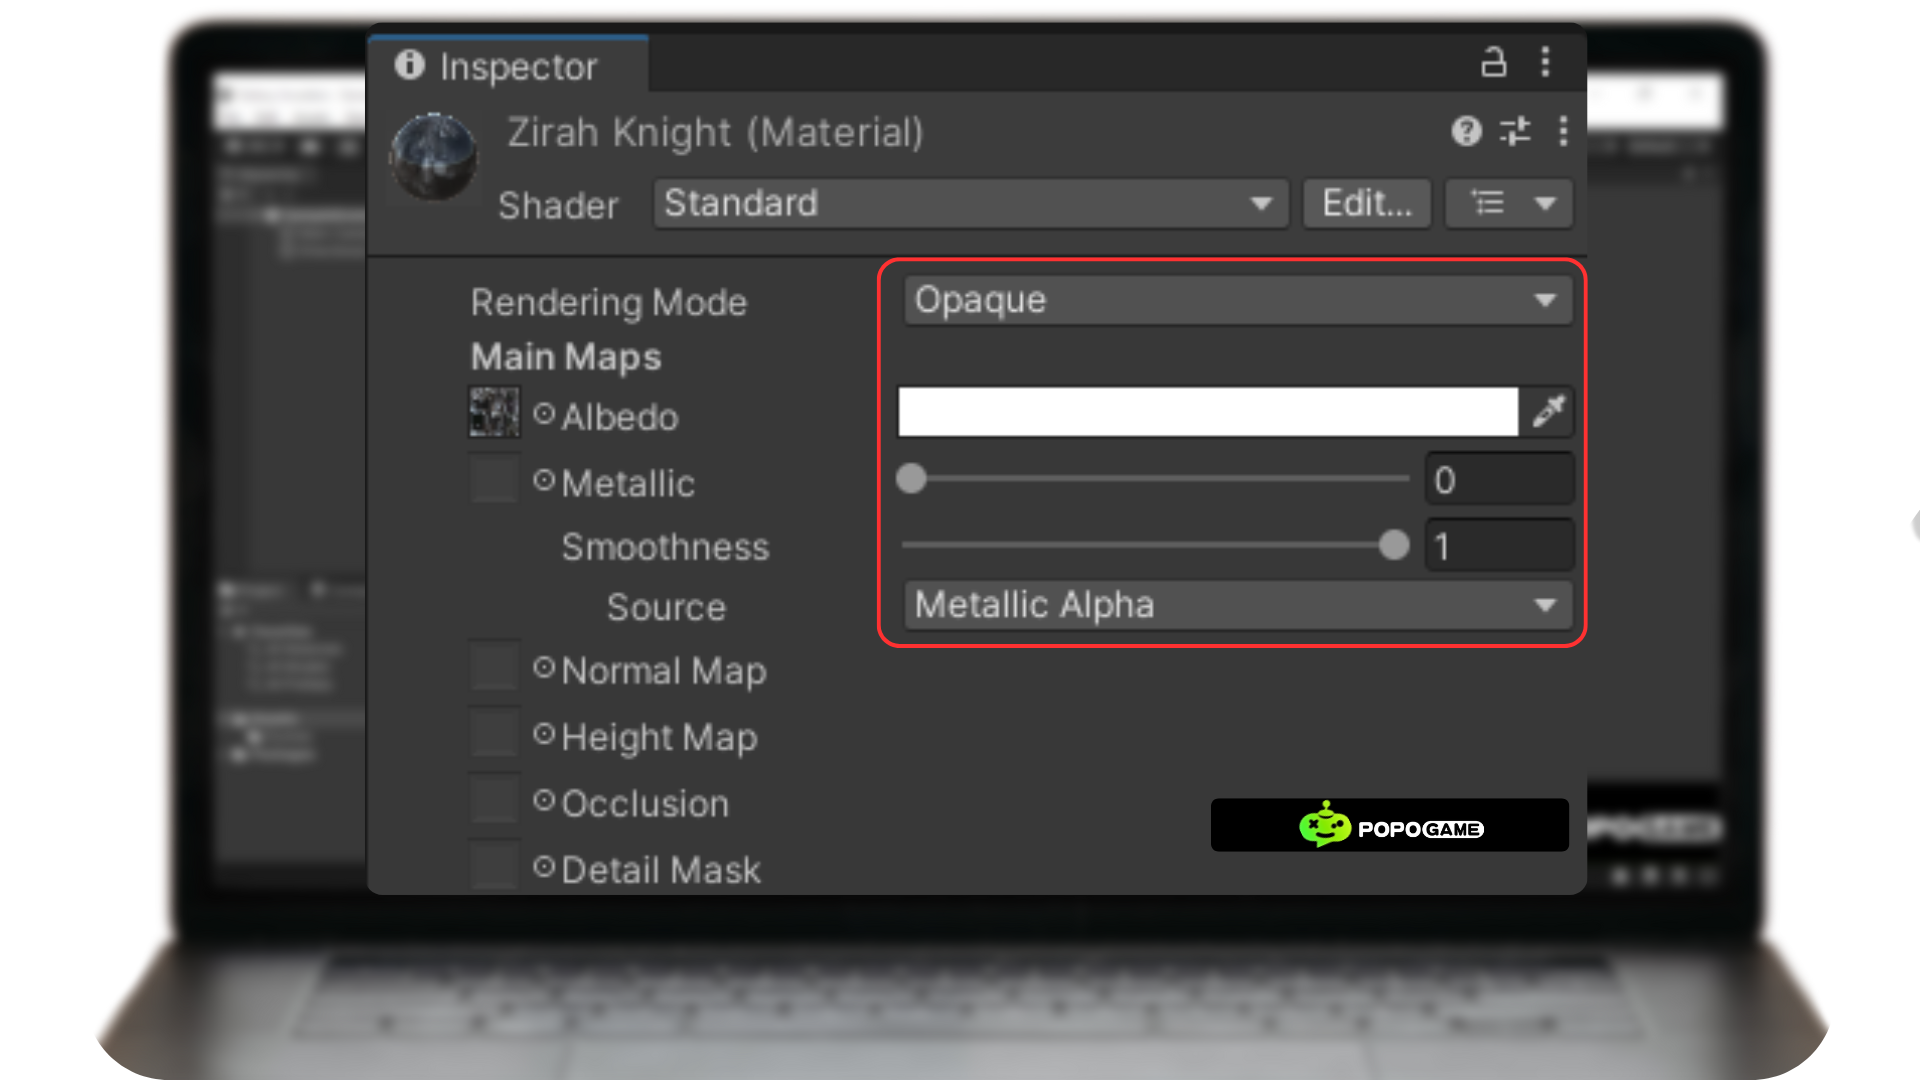 Inspector
Zirah Knight (Material)
Shader Standard Edit...
Rendering Mode Opaque
Main Maps
Albedo
Metallic 0
Smoothness 1
Source Metallic Alpha
Normal Map
Height Map
Occlusion
Detail Mask
POPOGAME